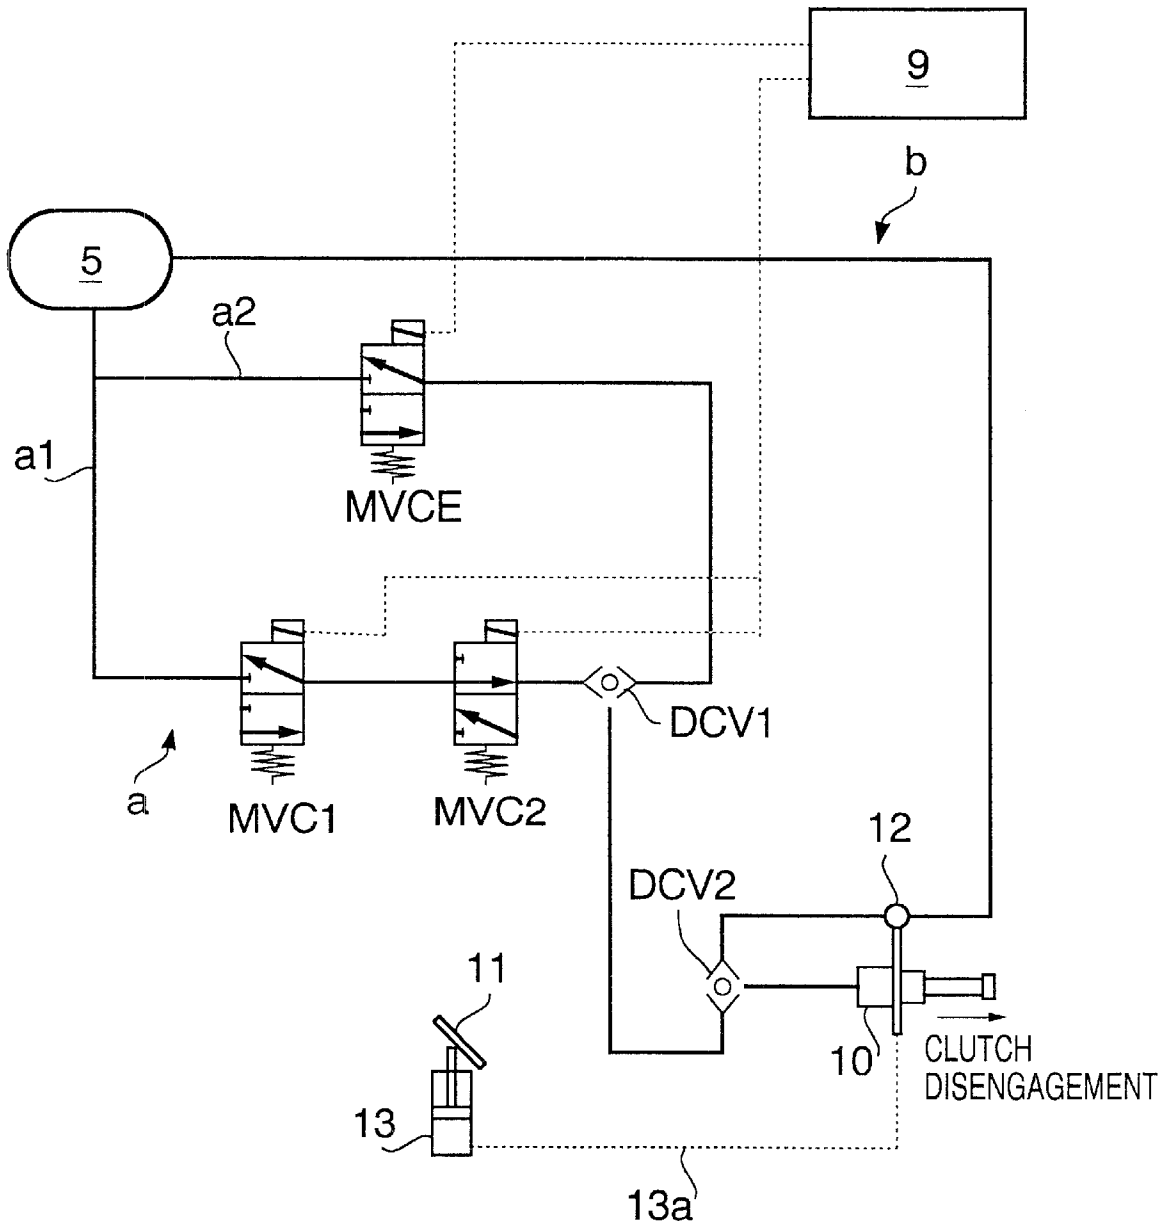 9
b
5
a2
a1
MVCE
DCV1
a
MVC1
MVC2
12
DCV2
11
10
CLUTCH
DISENGAGEMENT
13
13a